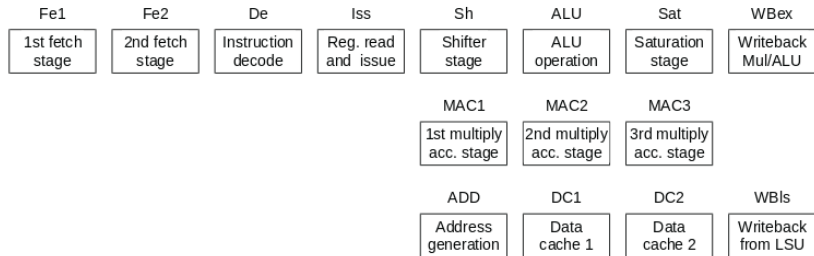 Fe1 Fe2 De Iss Sh ALU Sat WBex
1st fetch 2nd fetch Instruction Reg. read Shifter ALU Saturation Writeback
stage stage decode and issue stage operation stage Mul/ALU
MAC1 MAC2 MAC3
1st multiply 2nd multiply 3rd multiply
acc. stage acc. stage acc. stage
ADD DC1 DC2 WBls
Address Data Data Writeback
generation cache 1 cache 2 from LSU